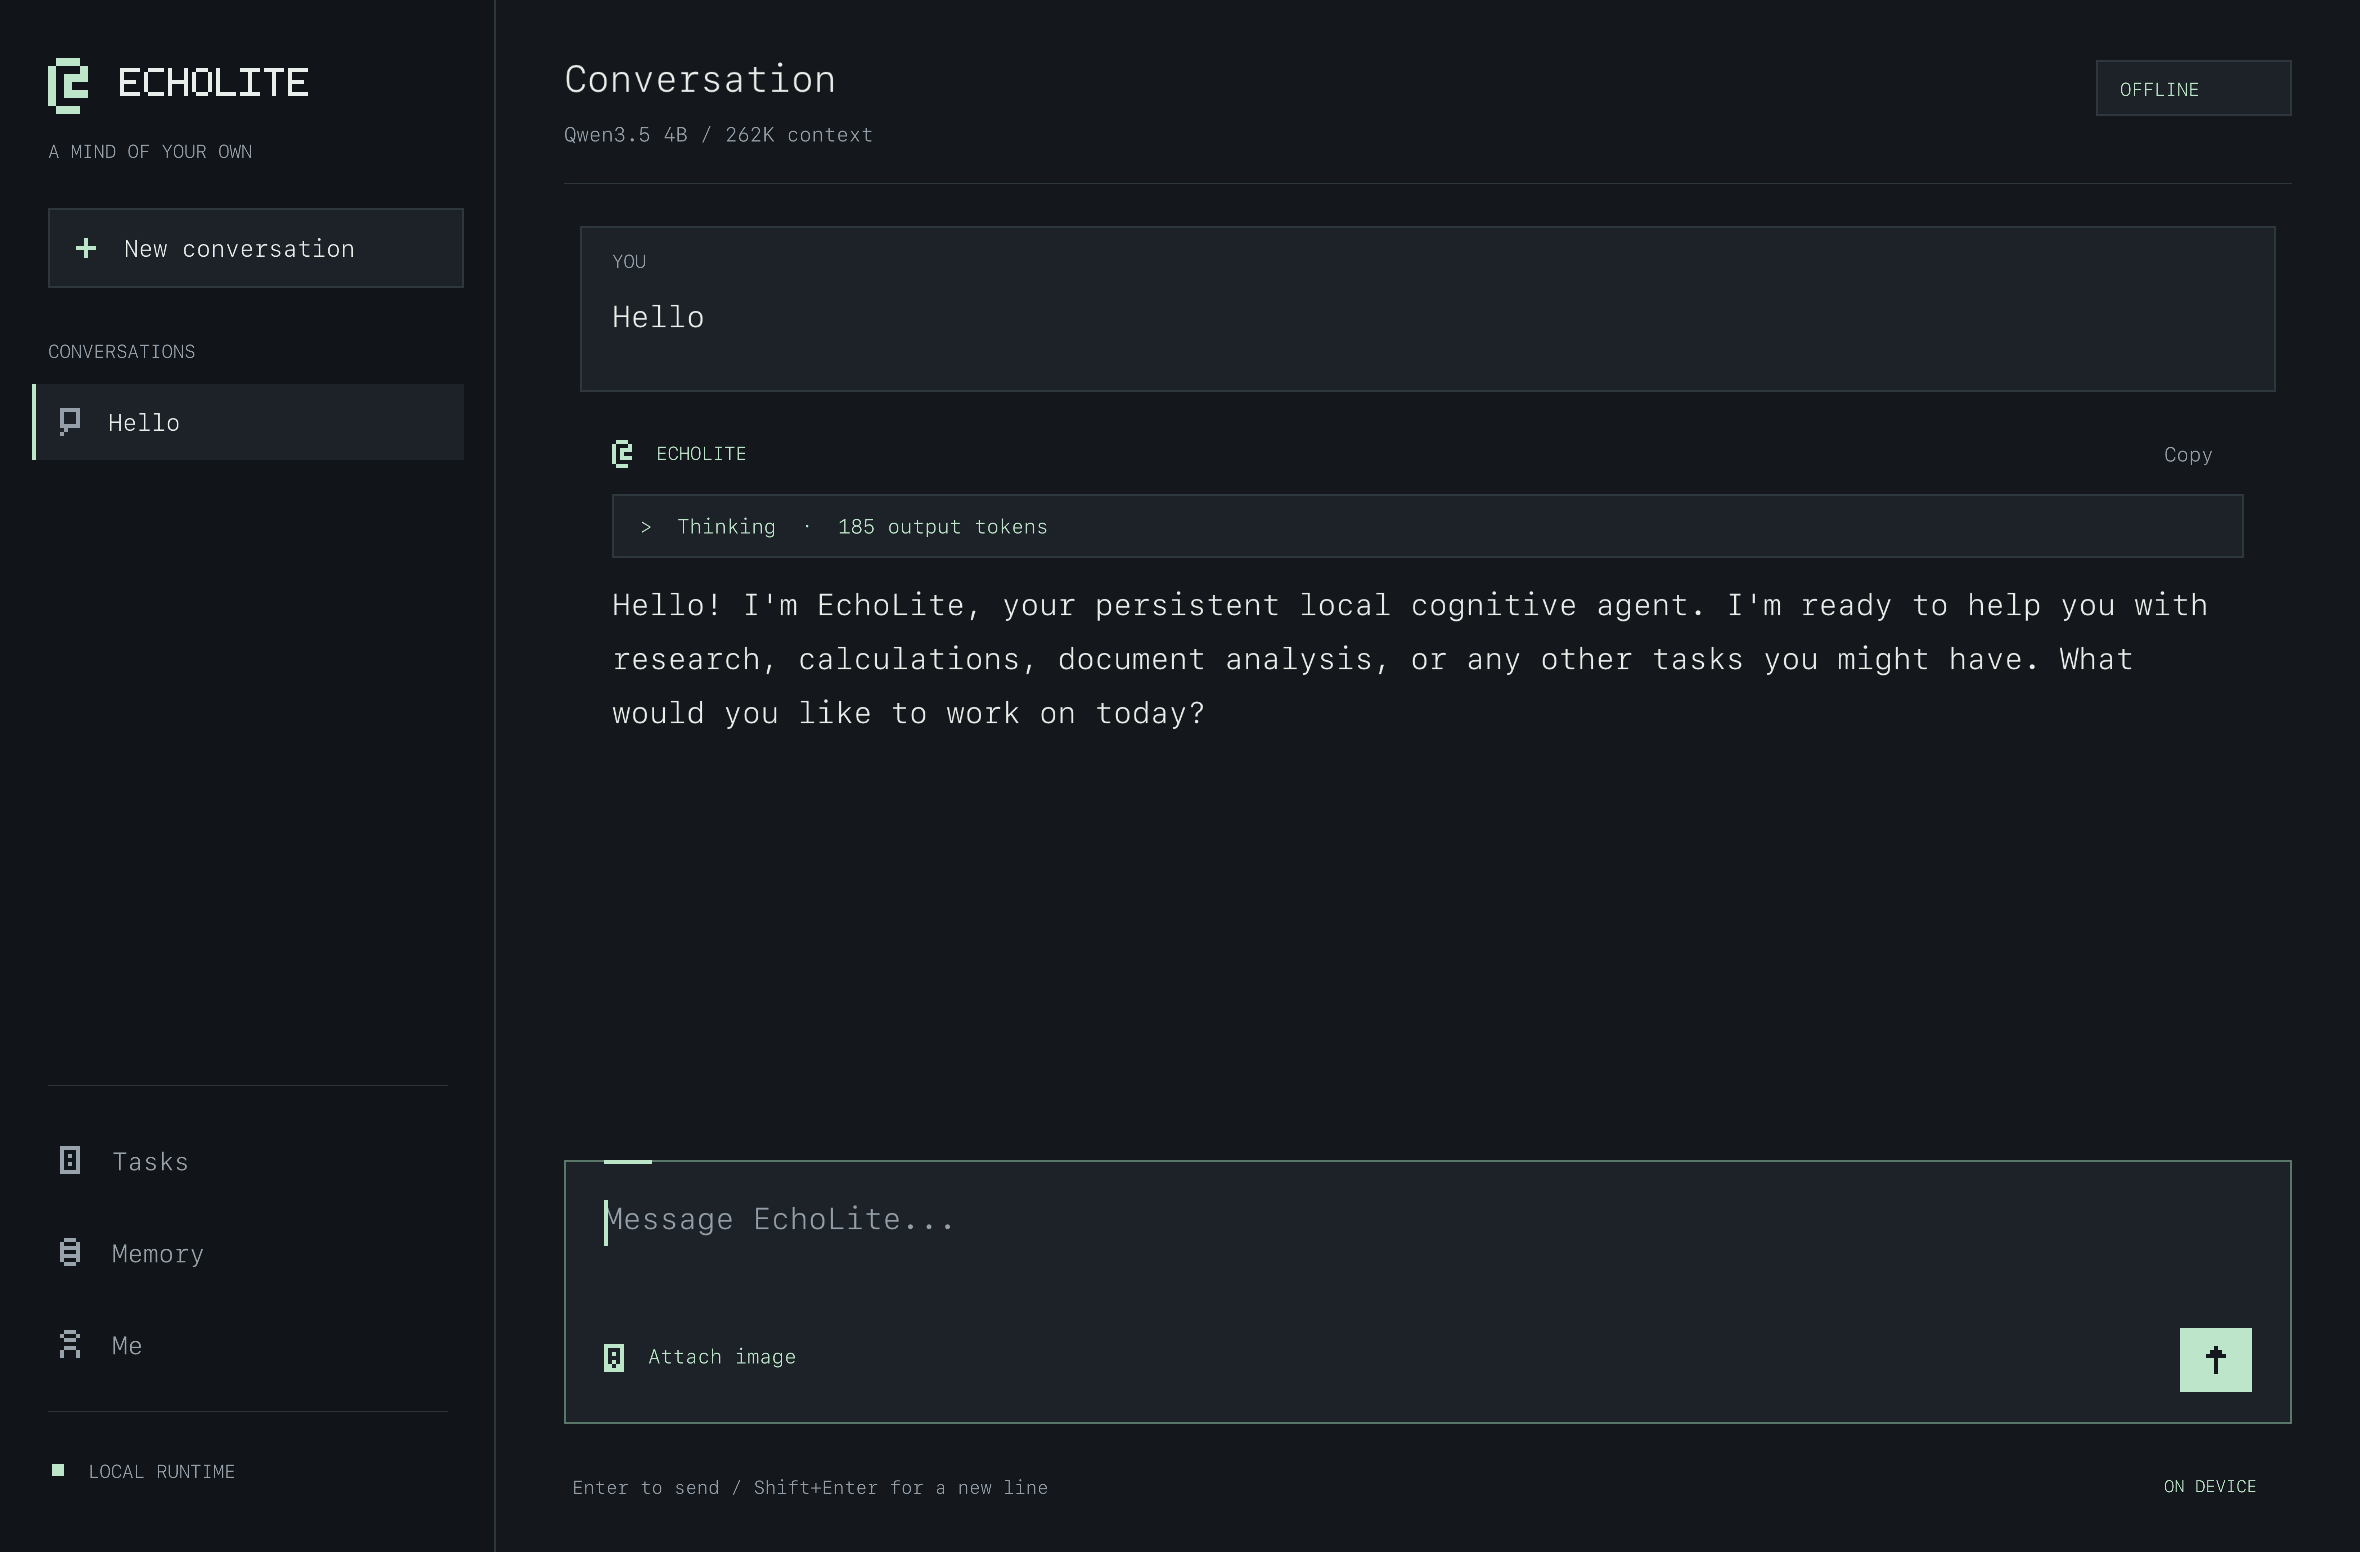 ECHOLITE
A MIND OF YOUR OWN
New conversation
CONVERSATIONS
Hello
Tasks
Memory
Me
LOCAL RUNTIME
Conversation
OFFLINE
Qwen3.5 4B / 262K context
YOU
Hello
ECHOLITE
Copy
> Thinking · 185 output tokens
Hello! I'm EchoLite, your persistent local cognitive agent. I'm ready to help you with
research, calculations, document analysis, or any other tasks you might have. What
would you like to work on today?
Message EchoLite...
Attach image
Enter to send / Shift+Enter for a new line
ON DEVICE